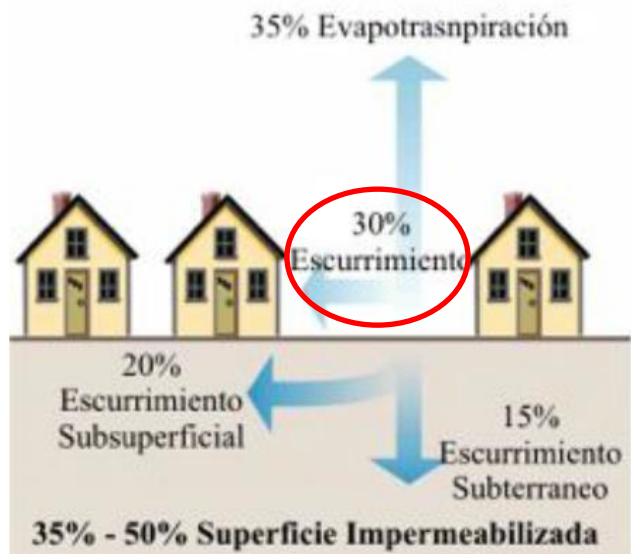 35% Evapotrasnpiración
30%
Escurrimiento
20%
Escurrimiento
Subsuperficial
15%
Escurrimiento
Subterraneo
35% - 50% Superficie Impermeabilizada